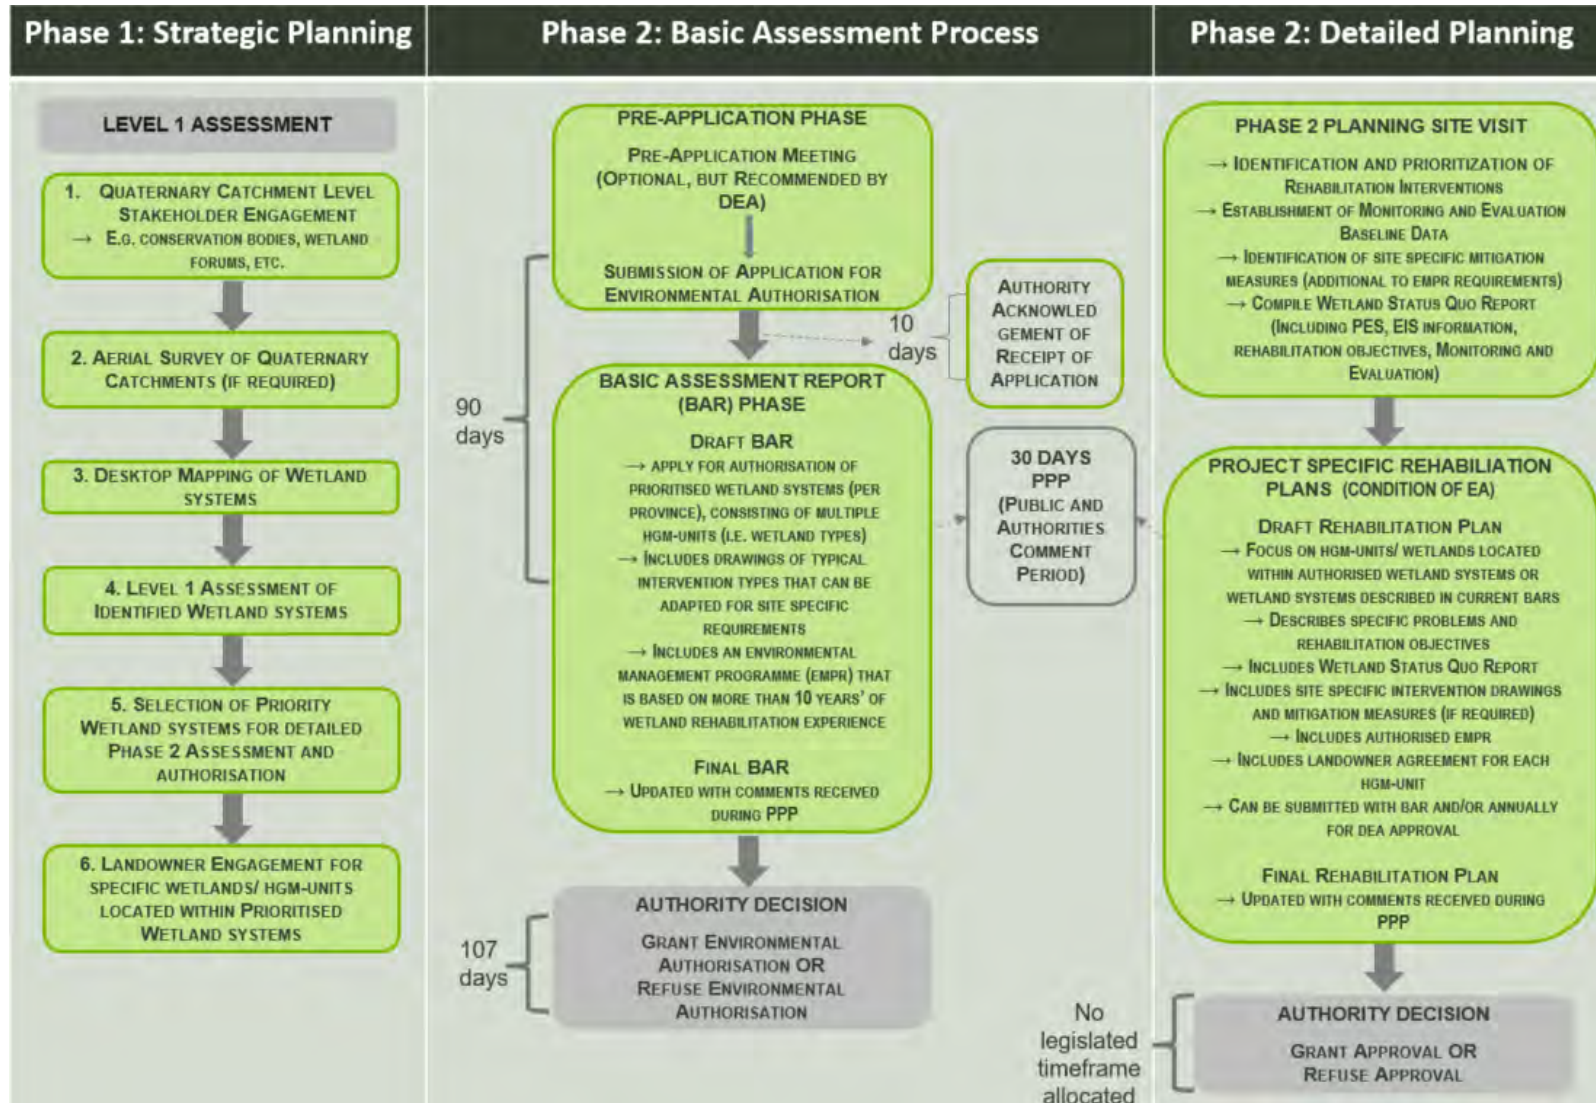 Phase 1: Strategic Planning
LEVEL 1 ASSESSMENT
1. QUATERNARY CATCHMENT LEVEL
STAKEHOLDER ENGAGEMENT
→ E.G. CONSERVATION BODIES, WETLAND
FORUMS, ETC.
2. AERIAL SURVEY OF QUATERNARY
CATCHMENTS (IF REQUIRED)
3. DESKTOP MAPPING OF WETLAND
SYSTEMS
4. LEVEL 1 ASSESSMENT OF
IDENTIFIED WETLAND SYSTEMS
5. SELECTION OF PRIORITY
WETLAND SYSTEMS FOR DETAILED
PHASE 2 ASSESSMENT AND
AUTHORISATION
6. LANDOWNER ENGAGEMENT FOR
SPECIFIC WETLANDS/ HGM-UNITS
LOCATED WITHIN PRIORITISED
WETLAND SYSTEMS
Phase 2: Basic Assessment Process
PRE-APPLICATION PHASE
PRE-APPLICATION MEETING
(OPTIONAL, BUT RECOMMENDED BY
DEA)
SUBMISSION OF APPLICATION FOR
ENVIRONMENTAL AUTHORISATION
10
days
AUTHORITY
ACKNOWLED
GEMENT OF
RECEIPT OF
APPLICATION
90
days
BASIC ASSESSMENT REPORT
(BAR) PHASE
DRAFT BAR
→ APPLY FOR AUTHORISATION OF
PRIORITISED WETLAND SYSTEMS (PER
PROVINCE), CONSISTING OF MULTIPLE
HGM-UNITS (I.E. WETLAND TYPES)
→ INCLUDES DRAWINGS OF TYPICAL
INTERVENTION TYPES THAT CAN BE
ADAPTED FOR SITE SPECIFIC
REQUIREMENTS
→ INCLUDES AN ENVIRONMENTAL
MANAGEMENT PROGRAMME (EMPR) THAT
IS BASED ON MORE THAN 10 YEARS' OF
WETLAND REHABILITATION EXPERIENCE
FINAL BAR
→ UPDATED WITH COMMENTS RECEIVED
DURING PPP
30 DAYS
PPP
(PUBLIC AND
AUTHORITIES
COMMENT
PERIOD)
107
days
AUTHORITY DECISION
GRANT ENVIRONMENTAL
AUTHORISATION OR
REFUSE ENVIRONMENTAL
AUTHORISATION
Phase 2: Detailed Planning
PHASE 2 PLANNING SITE VISIT
→ IDENTIFICATION AND PRIORITIZATION OF
REHABILITATION INTERVENTIONS
→ ESTABLISHMENT OF MONITORING AND EVALUATION
BASELINE DATA
→ IDENTIFICATION OF SITE SPECIFIC MITIGATION
MEASURES (ADDITIONAL TO EMPR REQUIREMENTS)
→ COMPILE WETLAND STATUS QUO REPORT
(INCLUDING PES, EIS INFORMATION,
REHABILITATION OBJECTIVES, MONITORING AND
EVALUATION)
PROJECT SPECIFIC REHABILIATION
PLANS (CONDITION OF EA)
DRAFT REHABILITATION PLAN
→ FOCUS ON HGM-UNITS/ WETLANDS LOCATED
WITHIN AUTHORISED WETLAND SYSTEMS OR
WETLAND SYSTEMS DESCRIBED IN CURRENT BARS
→ DESCRIBES SPECIFIC PROBLEMS AND
REHABILITATION OBJECTIVES
→ INCLUDES WETLAND STATUS QUO REPORT
→ INCLUDES SITE SPECIFIC INTERVENTION DRAWINGS
AND MITIGATION MEASURES (IF REQUIRED)
→ INCLUDES AUTHORISED EMPR
→ INCLUDES LANDOWNER AGREEMENT FOR EACH
HGM-UNIT
→ CAN BE SUBMITTED WITH BAR AND/OR ANNUALLY
FOR DEA APPROVAL
FINAL REHABILITATION PLAN
→ UPDATED WITH COMMENTS RECEIVED DURING
PPP
No
legislated
timeframe
allocated
AUTHORITY DECISION
GRANT APPROVAL OR
REFUSE APPROVAL